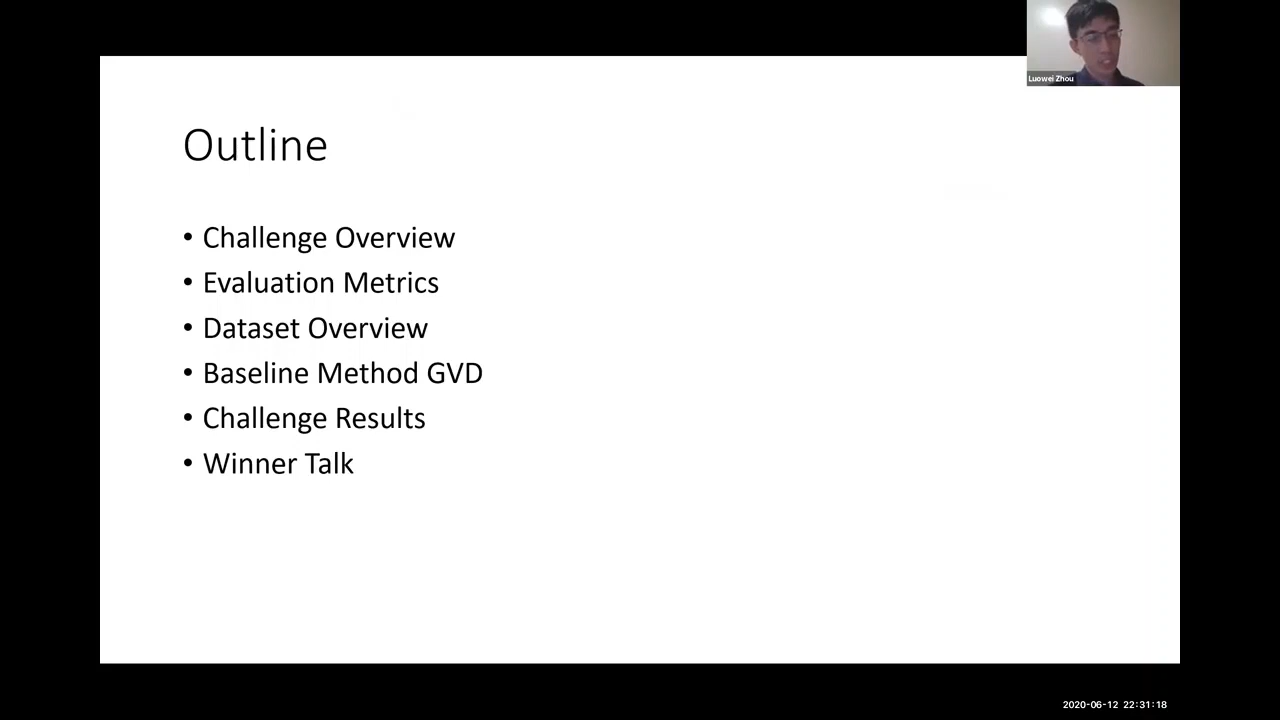 Luowei Zhou
Outline
• Challenge Overview
• Evaluation Metrics
• Dataset Overview
• Baseline Method GVD
• Challenge Results
• Winner Talk
2020-06-12 22:31:18